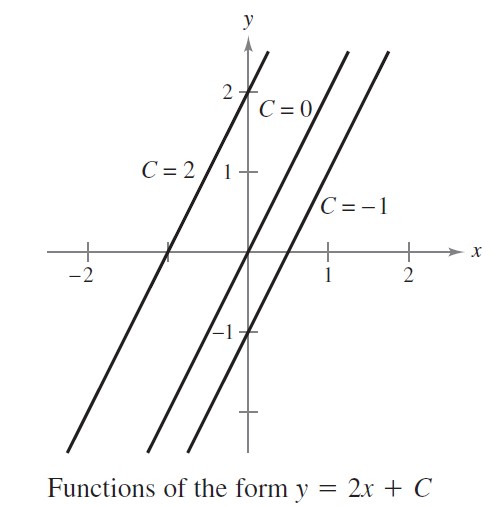 y
2
C = 0
C = 2
1
C = −1
x
−2
1
2
−1
Functions of the form y = 2x + C